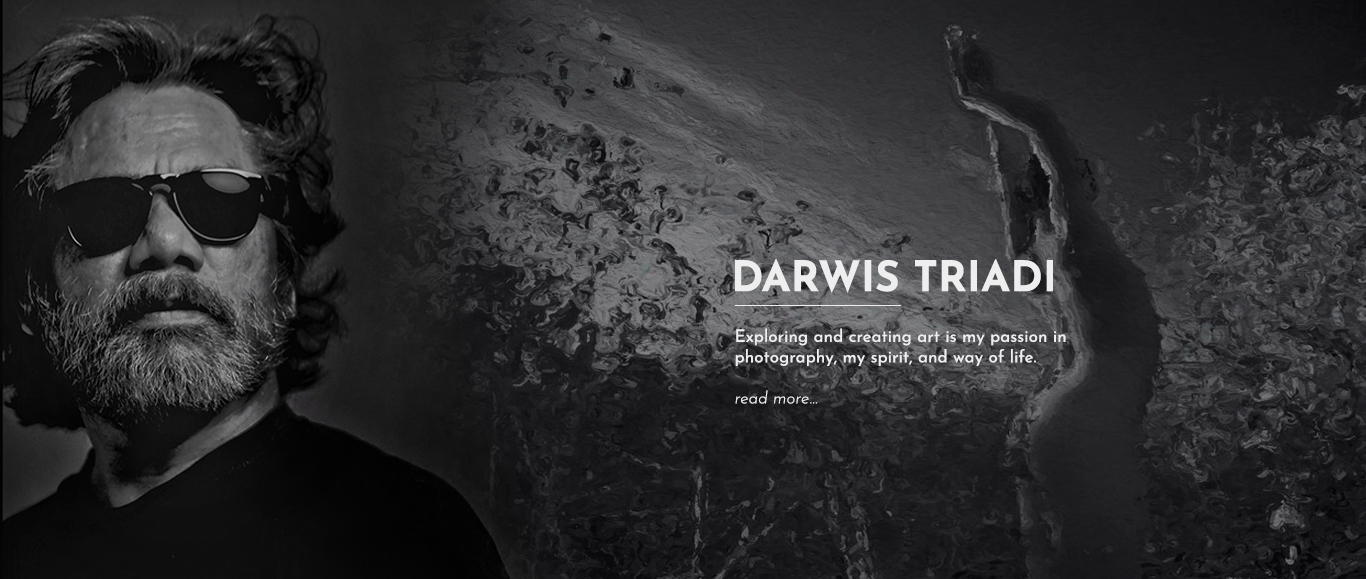 DARWIS TRIADI
Exploring and creating art is my passion in
photography, my spirit, and way of life.
read more...